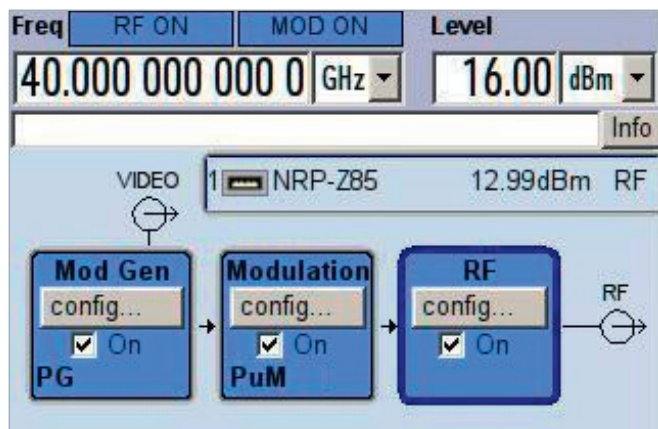 Freq RF ON MOD ON Level
40.000 000 000 0 GHz 16.00 dBm
Info
VIDEO 1 NRP-Z85 12.99dBm RF
Mod Gen Modulation RF
config... config... config...
On On On
RF
PG PuM